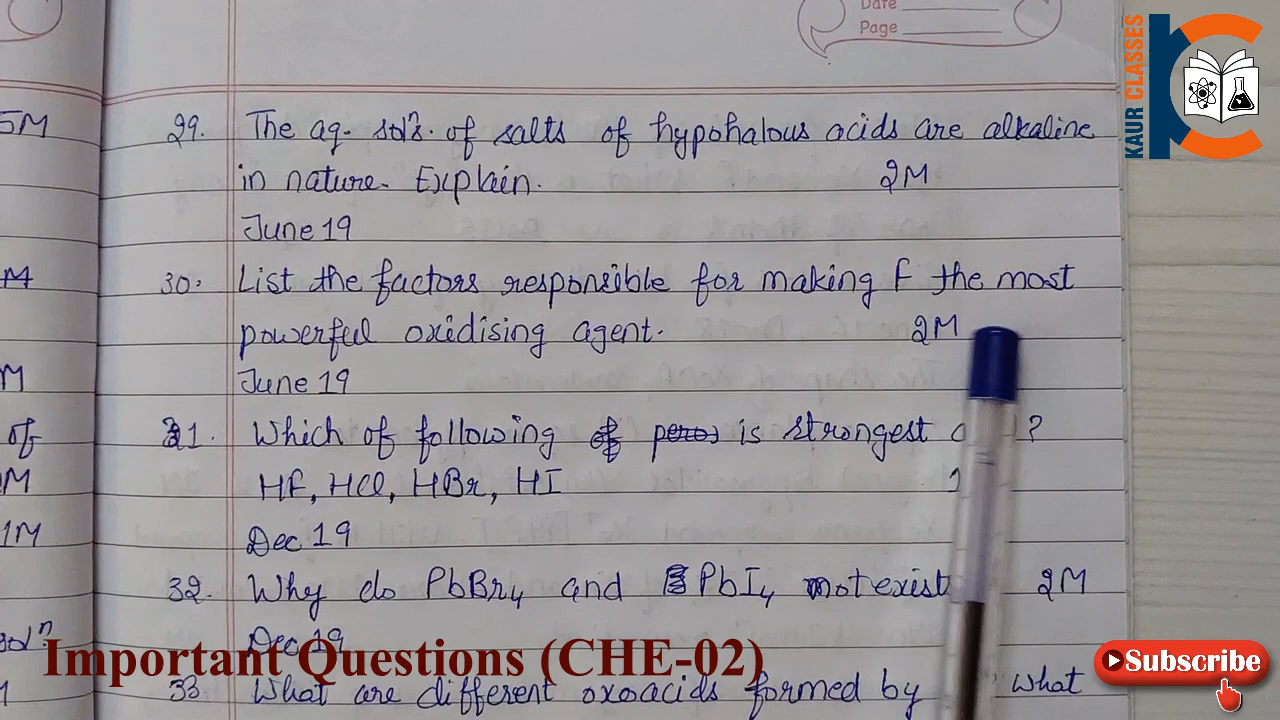 Date
Page
KAUR CLASSES
5M
29. The aq. sol^ns. of salts of hypohalous acids are alkaline
in nature. Explain. 2M
June 19
M
30. List the factors responsible for making F the most
powerful oxidising agent. 2M
June 19
M
of
31. Which of following is strongest ?
M
HF, HCl, HBr, HI 1
1M
Dec 19
32. Why do PbBr₄ and PbI₄ not exist 2M
Dec 19
sol^n
Important Questions (CHE-02)
Subscribe
33 What are different oxoacids formed by What